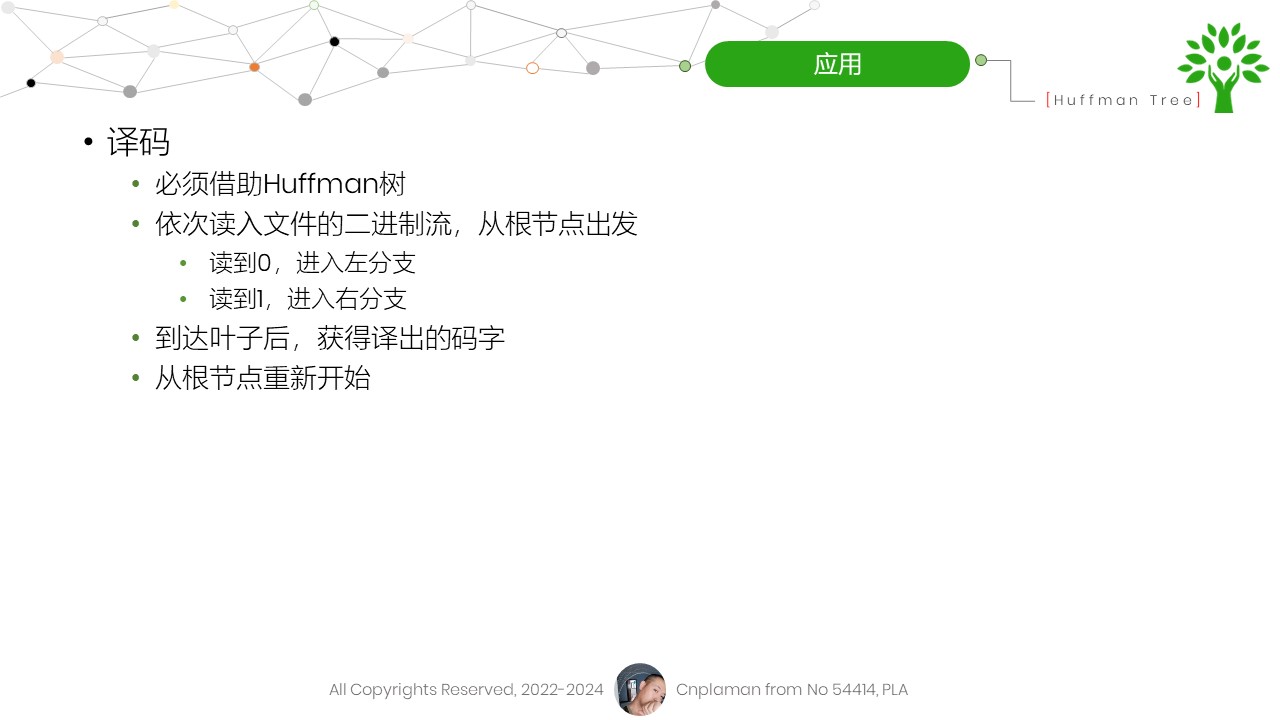 应用
[Huffman Tree]
• 译码
• 必须借助Huffman树
• 依次读入文件的二进制流，从根节点出发
• 读到0，进入左分支
• 读到1，进入右分支
• 到达叶子后，获得译出的码字
• 从根节点重新开始
All Copyrights Reserved, 2022-2024 Cnplaman from No 54414, PLA